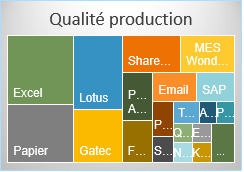 Qualité production
Excel
Papier
Lotus
Gatec
Share...
MES
Wond...
P...
A...
F...
Email
SAP
P...
S...
T...
A...
P...
Q...
E...
N...
K...
...